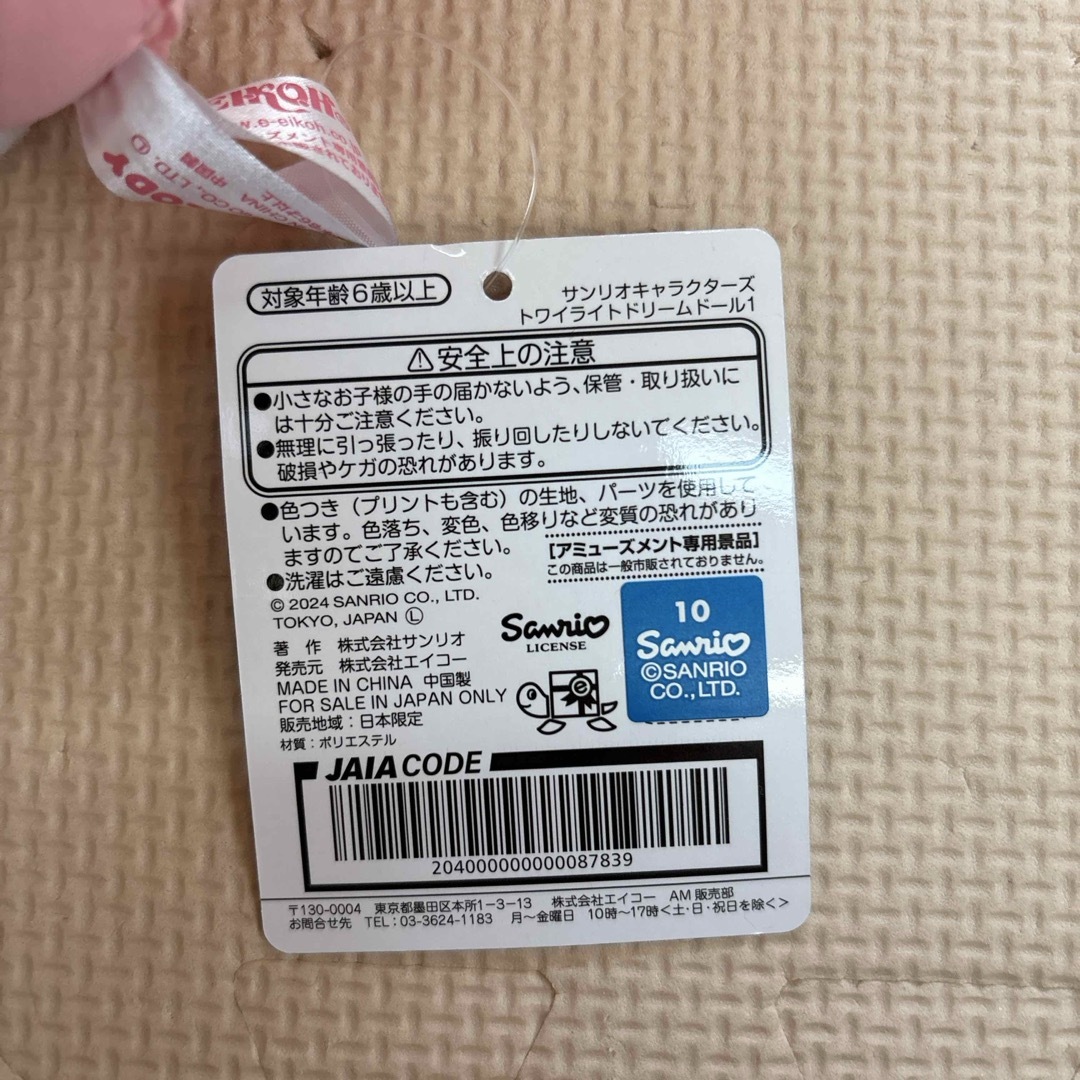 EIKOH
w.e-eikoh.co
CO., LTD. Ⓛ
中国製
CHINA
対象年齢6歳以上
サンリオキャラクターズ
トワイライトドリームドール1
⚠安全上の注意
●小さなお子様の手の届かないよう、保管・取り扱いに
は十分ご注意ください。
●無理に引っ張ったり、振り回したりしないでください。
破損やケガの恐れがあります。
●色つき（プリントも含む）の生地、パーツを使用して
います。色落ち、変色、色移りなど変質の恐れがあり
ますのでご了承ください。
●洗濯はご遠慮ください。
[アミューズメント専用景品]
この商品は一般市販されておりません。
© 2024 SANRIO CO., LTD.
TOKYO, JAPAN Ⓛ
著 作 株式会社サンリオ
発売元 株式会社エイコー
MADE IN CHINA 中国製
FOR SALE IN JAPAN ONLY
販売地域：日本限定
材質：ポリエステル
Sanrio
LICENSE
e
10
Sanrio
©SANRIO
CO.,LTD.
JAIA CODE
204000000000087839
〒130-0004 東京都墨田区本所1-3-13 株式会社エイコー AM販売部
お問合せ先 TEL：03-3624-1183 月～金曜日 10時～17時<土・日・祝日を除く>